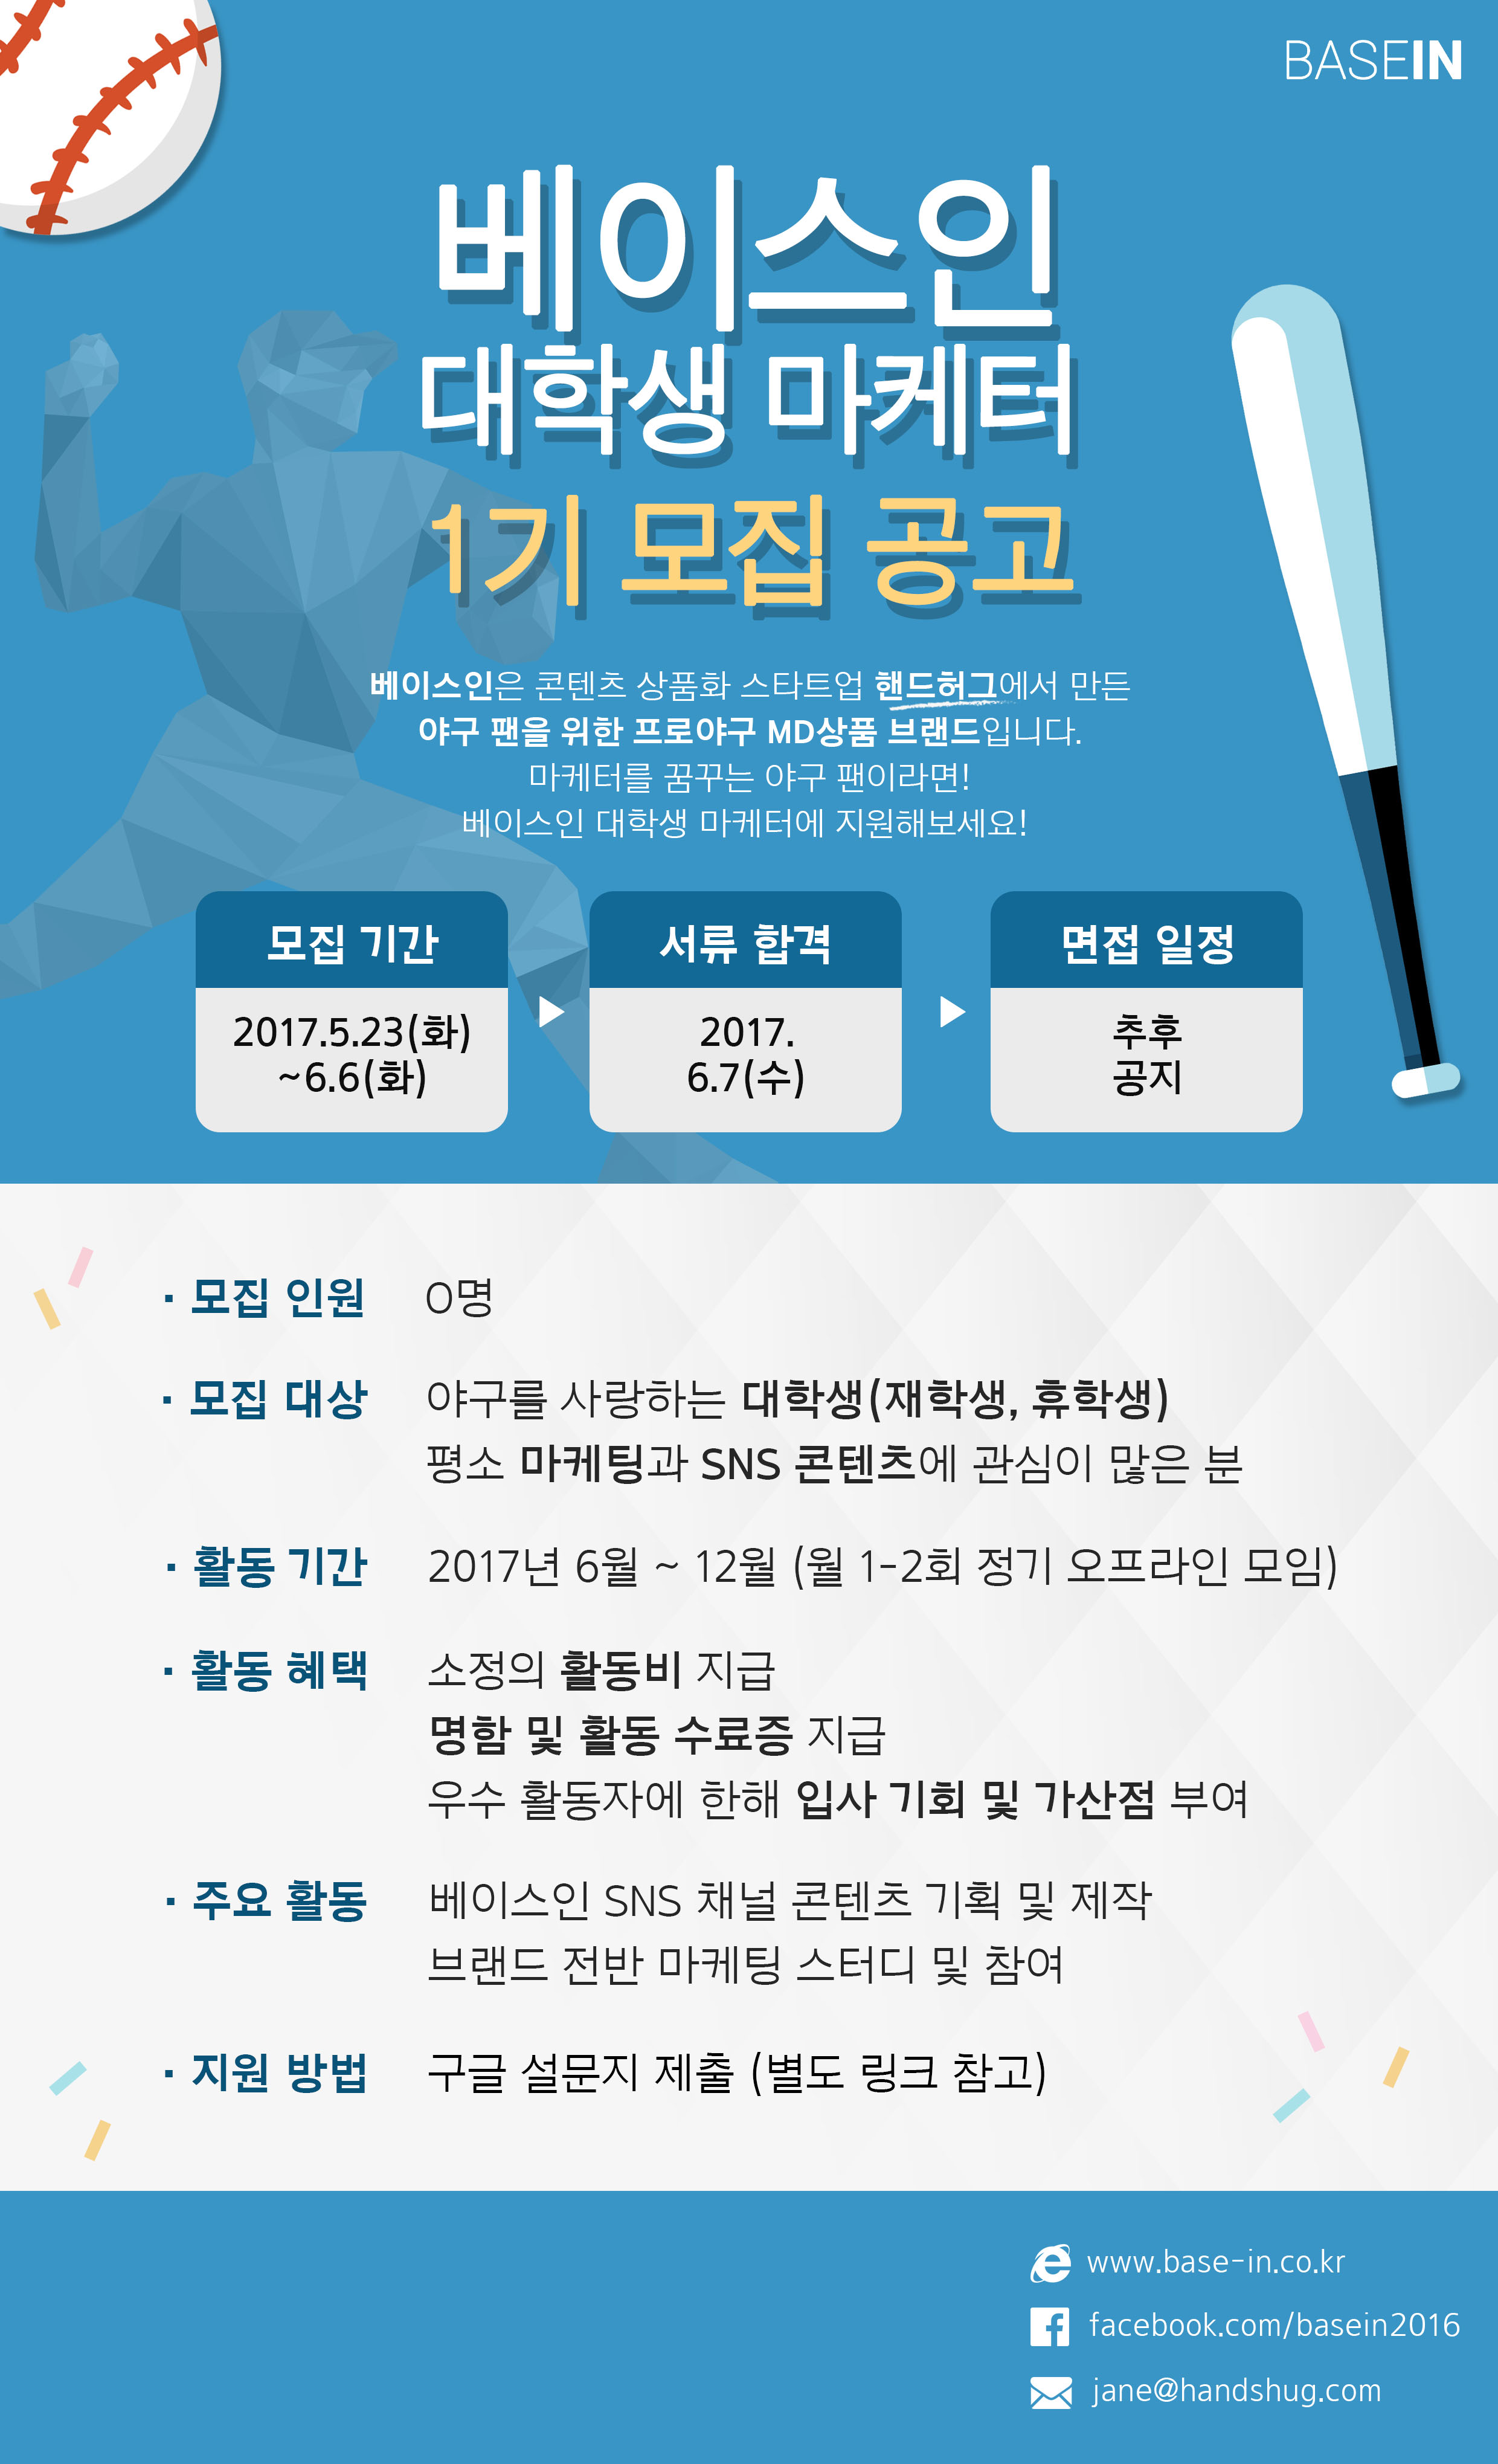 BASEIN
베이스인
대학생 마케터
1기 모집 공고
베이스인은 콘텐츠 상품화 스타트업 핸드허그에서 만든
야구 팬을 위한 프로야구 MD상품 브랜드입니다.
마케터를 꿈꾸는 야구 팬이라면!
베이스인 대학생 마케터에 지원해보세요!
모집 기간
2017.5.23(화)
~6.6(화)
서류 합격
2017.
6.7(수)
면접 일정
추후
공지
· 모집 인원 O명
· 모집 대상 야구를 사랑하는 대학생(재학생, 휴학생)
평소 마케팅과 SNS 콘텐츠에 관심이 많은 분
· 활동 기간 2017년 6월 ~ 12월 (월 1-2회 정기 오프라인 모임)
· 활동 혜택 소정의 활동비 지급
명함 및 활동 수료증 지급
우수 활동자에 한해 입사 기회 및 가산점 부여
· 주요 활동 베이스인 SNS 채널 콘텐츠 기획 및 제작
브랜드 전반 마케팅 스터디 및 참여
· 지원 방법 구글 설문지 제출 (별도 링크 참고)
www.base-in.co.kr
facebook.com/basein2016
jane@handshug.com